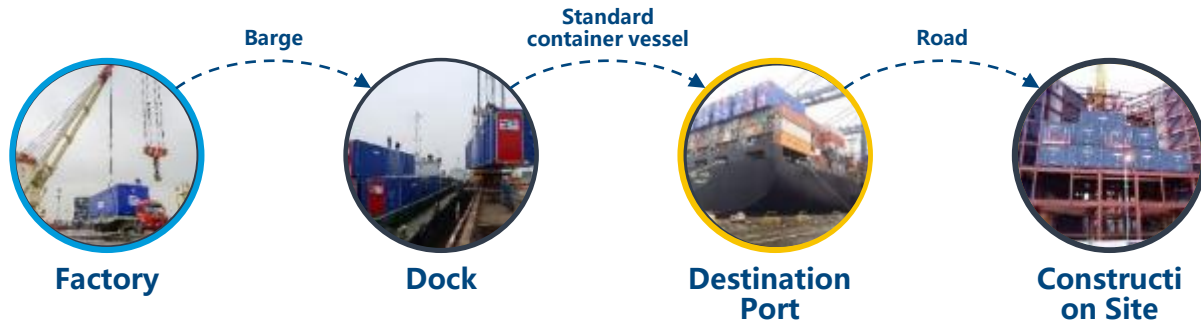 Barge
Standard
container vessel
Road
Factory
Dock
Destination
Port
Constructi
on Site